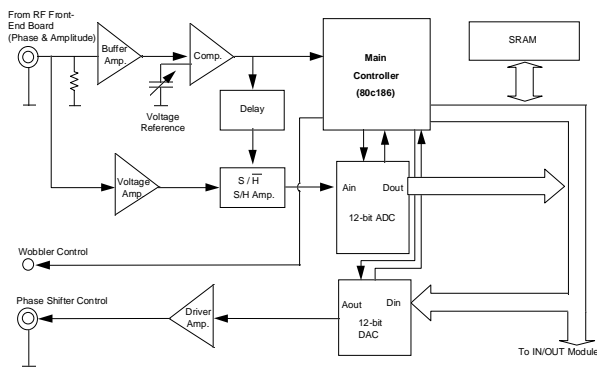 From RF Front-
End Board
(Phase & Amplitude)
Buffer
Amp.
Comp.
Voltage
Reference
Delay
Main
Controller
(80c186)
SRAM
Voltage
Amp.
S / H
S/H Amp.
Ain
Dout
12-bit ADC
Wobbler Control
Phase Shifter Control
Driver
Amp.
Aout
Din
12-bit
DAC
To IN/OUT Module